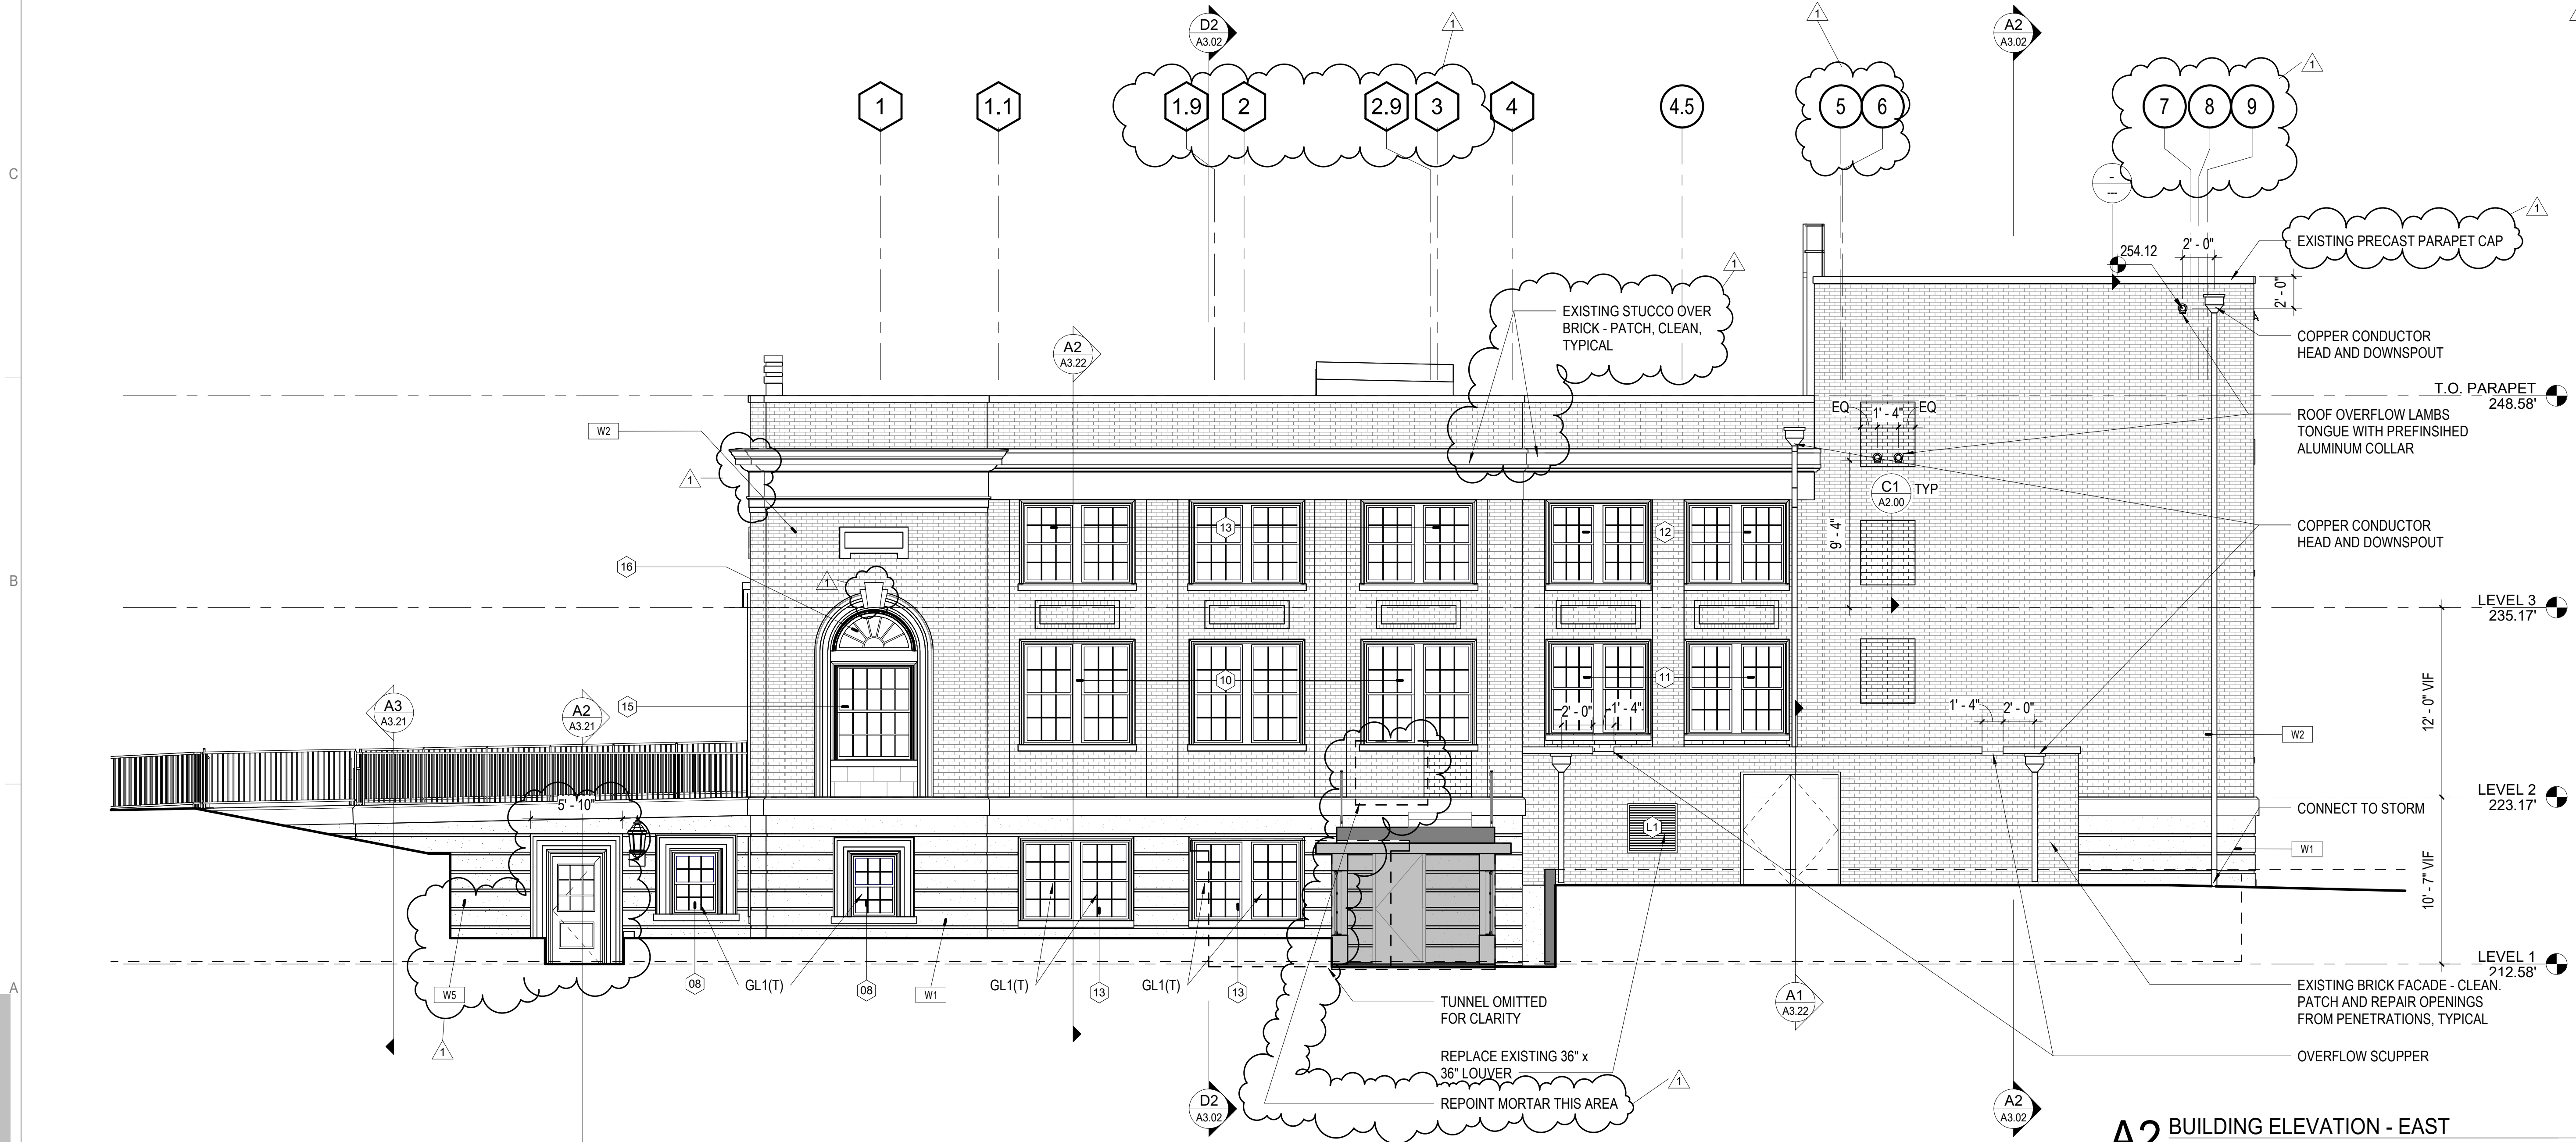 D2
A3.02
1
1
A2
A3.02
1
1
1.1
1.9
2
2.9
3
4
4.5
5
6
7
8
9
C
-
---
1
EXISTING PRECAST PARAPET CAP
254.12
2' - 0"
2' - 0"
1
EXISTING STUCCO OVER
BRICK - PATCH, CLEAN,
TYPICAL
COPPER CONDUCTOR
HEAD AND DOWNSPOUT
A2
A3.22
T.O. PARAPET
248.58'
EQ
1' - 4"
EQ
ROOF OVERFLOW LAMBS
TONGUE WITH PREFINSIHED
ALUMINUM COLLAR
W2
1
C1
A2.00
TYP
9' - 4"
13
12
COPPER CONDUCTOR
HEAD AND DOWNSPOUT
16
1
B
LEVEL 3
235.17'
10
11
15
A3
A3.21
A2
A3.21
2' - 0"
1' - 4"
1' - 4"
2' - 0"
12' - 0" VIF
W2
5' - 10"
LEVEL 2
223.17'
CONNECT TO STORM
L1
W1
10' - 7" VIF
LEVEL 1
212.58'
A
W5
08
GL1(T)
08
W1
GL1(T)
13
GL1(T)
13
TUNNEL OMITTED
FOR CLARITY
A1
A3.22
EXISTING BRICK FACADE - CLEAN.
PATCH AND REPAIR OPENINGS
FROM PENETRATIONS, TYPICAL
1
REPLACE EXISTING 36" x
36" LOUVER
OVERFLOW SCUPPER
1
REPOINT MORTAR THIS AREA
D2
A3.02
A2
A3.02
A2
BUILDING ELEVATION - EAST